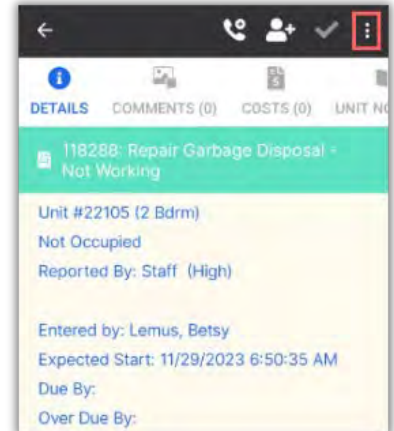 DETAILS COMMENTS (0) COSTS (0) UNIT NO
118288: Repair Garbage Disposal -
Not Working
Unit #22105 (2 Bdrm)
Not Occupied
Reported By: Staff (High)
Entered by: Lemus, Betsy
Expected Start: 11/29/2023 6:50:35 AM
Due By:
Over Due By: